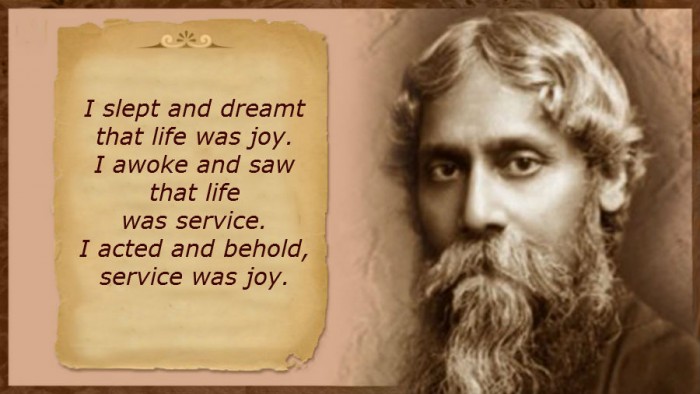 I slept and dreamt
that life was joy.
I awoke and saw
that life
was service.
I acted and behold,
service was joy.